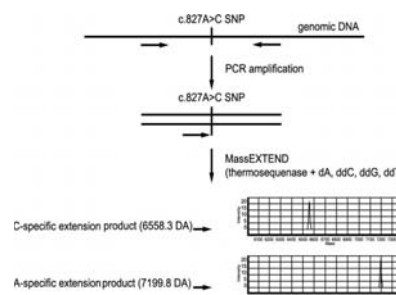 c.827A>C SNP
genomic DNA
PCR amplification
c.827A>C SNP
MassEXTEND
(thermosequenase + dA, ddC, ddG, ddT
C-specific extension product (6558.3 DA)
A-specific extension product (7199.8 DA)